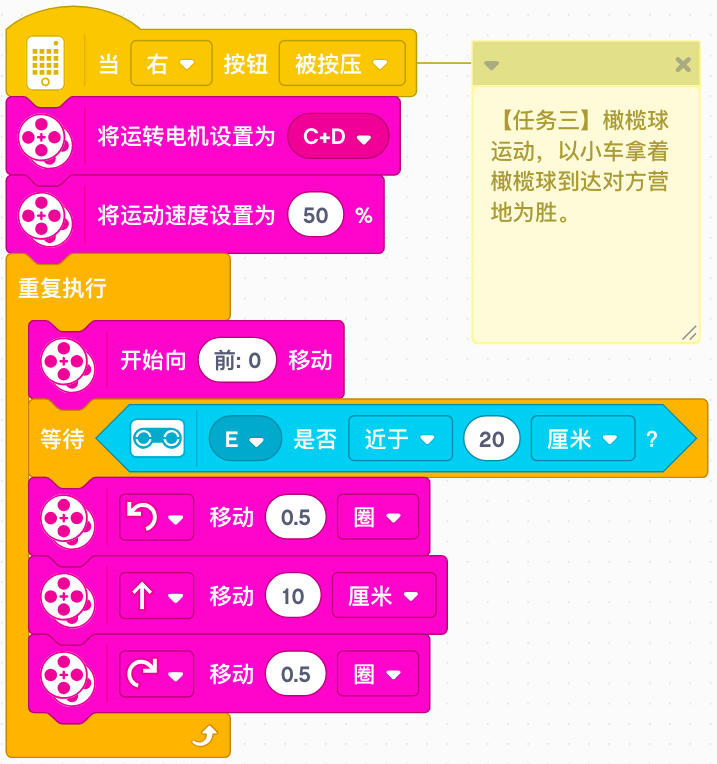 当 右 按钮 被按压
将运转电机设置为 C+D
将运动速度设置为 50 %
重复执行
开始向 前: 0 移动
等待 E 是否 近于 20 厘米 ?
移动 0.5 圈
移动 10 厘米
移动 0.5 圈
【任务三】橄榄球
运动，以小车拿着
橄榄球到达对方营
地为胜。